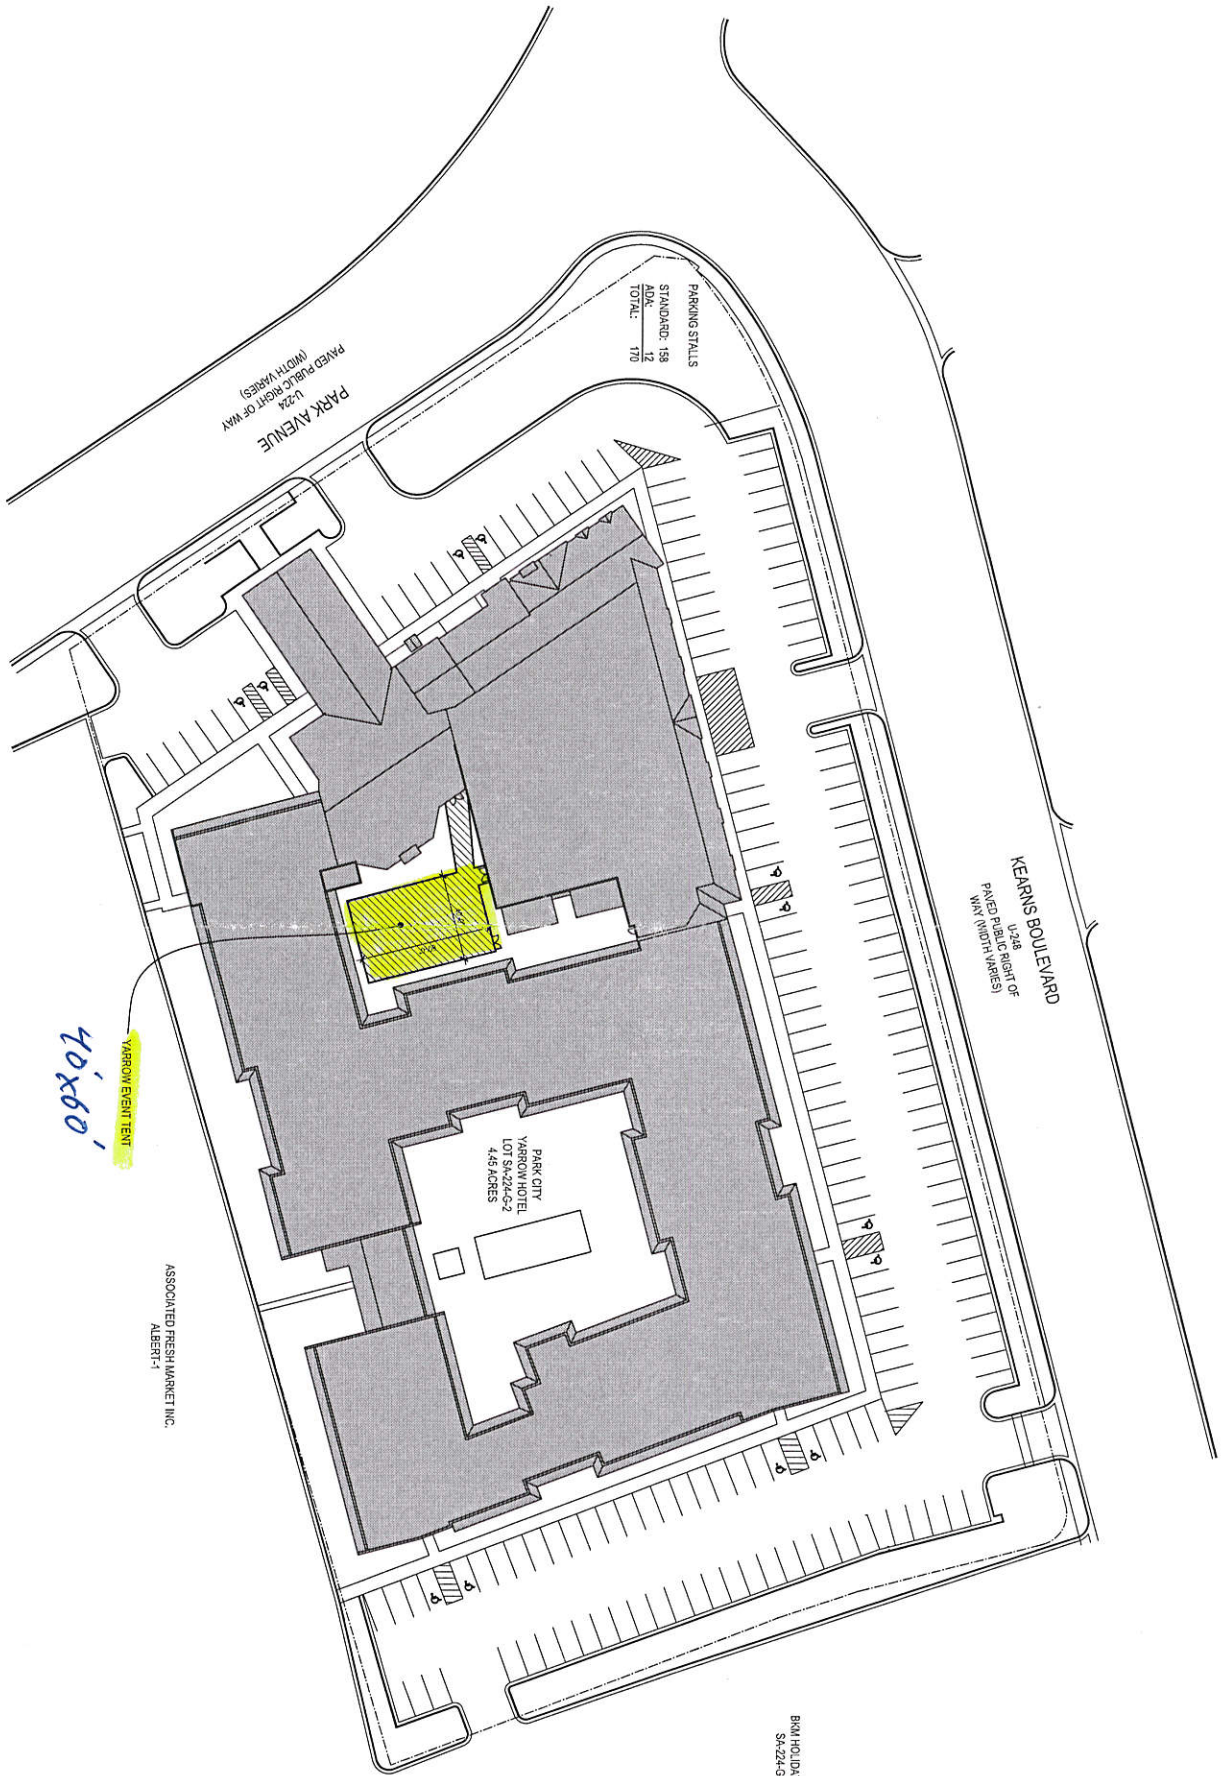 PARKING STALLS
STANDARD: 158
ADA: 12
TOTAL: 170
PARK AVENUE
U-224
PAVED PUBLIC RIGHT OF WAY
(WIDTH VARIES)
KEARNS BOULEVARD
U-248
PAVED PUBLIC RIGHT OF
WAY (WIDTH VARIES)
PARK CITY
YARROW HOTEL
LOT SA-224-G-2
4.45 ACRES
YARROW EVENT TENT
40'x60'
ASSOCIATED FRESH MARKET INC.
ALBERT-1
BKM HOLIDA
SA-224-G